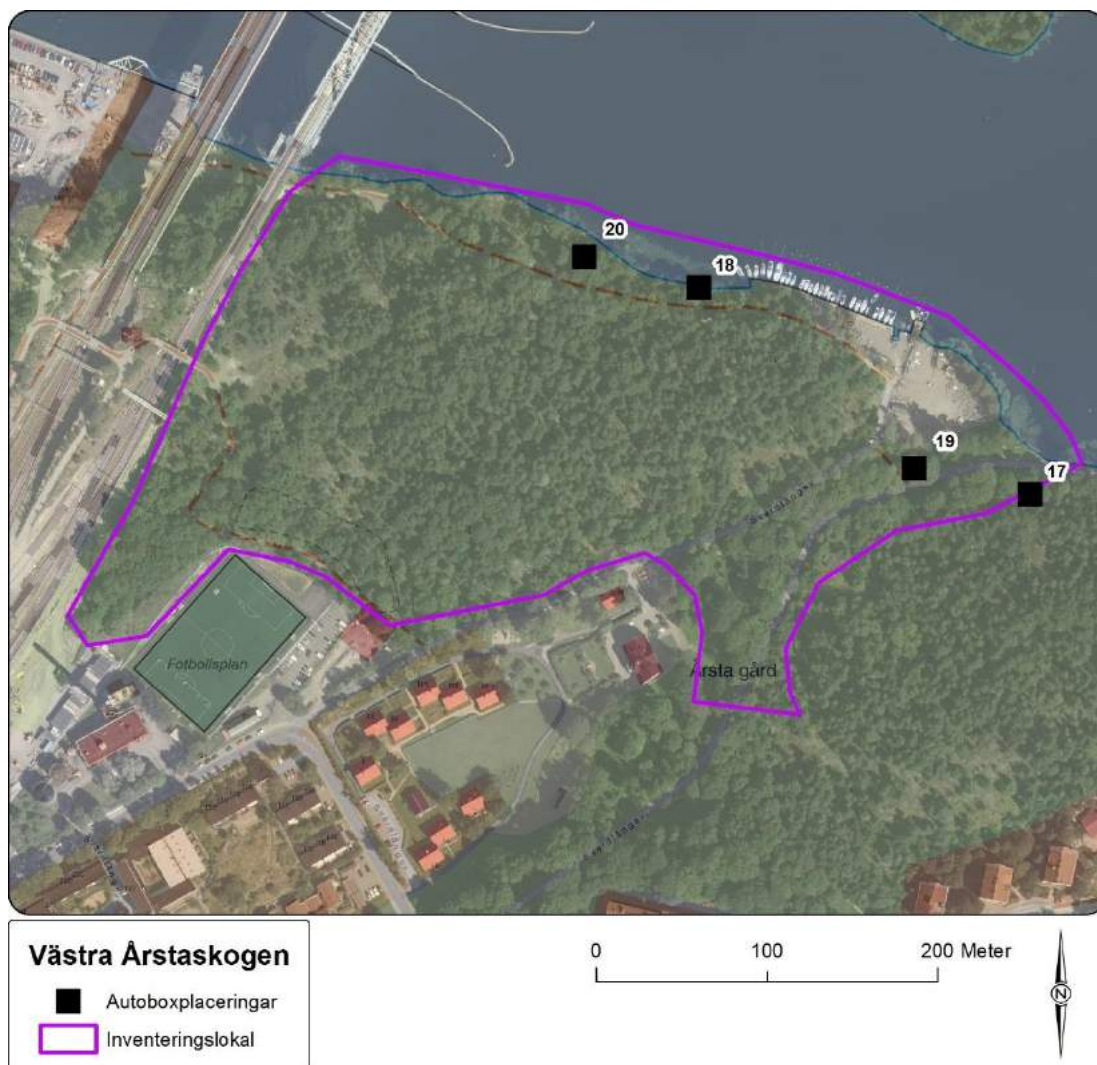 20
18
19
17
Fotbollsplan
Årsta gård
Västra Årstaskogen
Autoboxplaceringar
Inventeringslokal
0 100 200 Meter
N